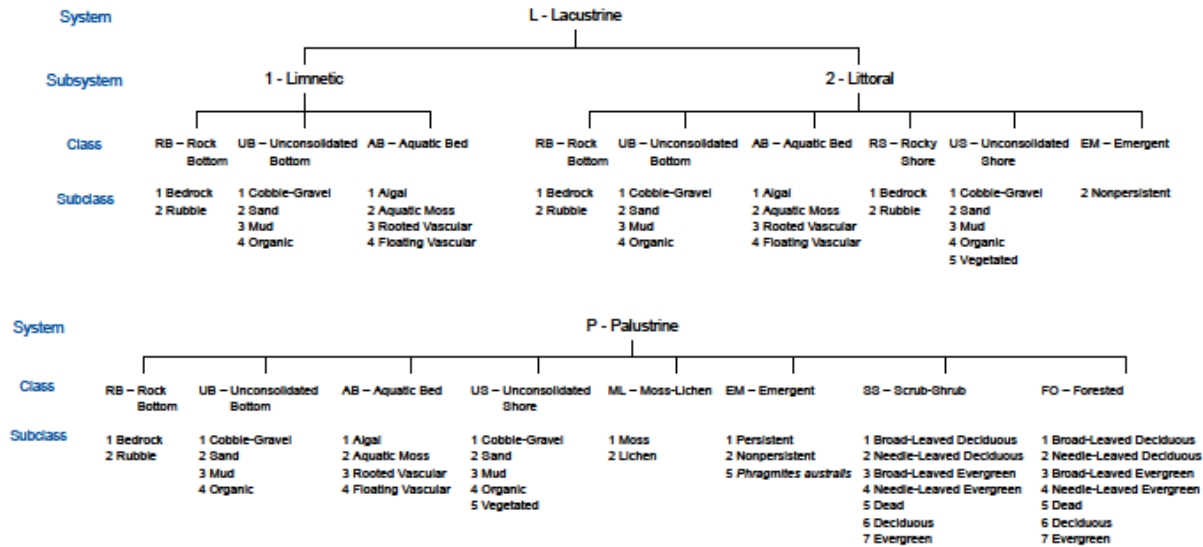 System L - Lacustrine
Subsystem 1 - Limnetic 2 - Littoral
Class RB – Rock Bottom UB – Unconsolidated Bottom AB – Aquatic Bed RB – Rock Bottom UB – Unconsolidated Bottom AB – Aquatic Bed RS – Rocky Shore US – Unconsolidated Shore EM – Emergent
Subclass 1 Bedrock 1 Cobble-Gravel 1 Algal 1 Bedrock 1 Cobble-Gravel 1 Algal 1 Bedrock 1 Cobble-Gravel 2 Nonpersistent
2 Rubble 2 Sand 2 Aquatic Moss 2 Rubble 2 Sand 2 Aquatic Moss 2 Rubble 2 Sand
3 Mud 3 Rooted Vascular 3 Mud 3 Rooted Vascular 3 Mud
4 Organic 4 Floating Vascular 4 Organic 4 Floating Vascular 4 Organic
5 Vegetated
System P - Palustrine
Class RB – Rock Bottom UB – Unconsolidated Bottom AB – Aquatic Bed US – Unconsolidated Shore ML – Moss-Lichen EM – Emergent SS – Scrub-Shrub FO – Forested
Subclass 1 Bedrock 1 Cobble-Gravel 1 Algal 1 Cobble-Gravel 1 Moss 1 Persistent 1 Broad-Leaved Deciduous 1 Broad-Leaved Deciduous
2 Rubble 2 Sand 2 Aquatic Moss 2 Sand 2 Lichen 2 Nonpersistent 2 Needle-Leaved Deciduous 2 Needle-Leaved Deciduous
3 Mud 3 Rooted Vascular 3 Mud 5 Phragmites australis 3 Broad-Leaved Evergreen 3 Broad-Leaved Evergreen
4 Organic 4 Floating Vascular 4 Organic 4 Needle-Leaved Evergreen 4 Needle-Leaved Evergreen
5 Vegetated 5 Dead 5 Dead
6 Deciduous 6 Deciduous
7 Evergreen 7 Evergreen